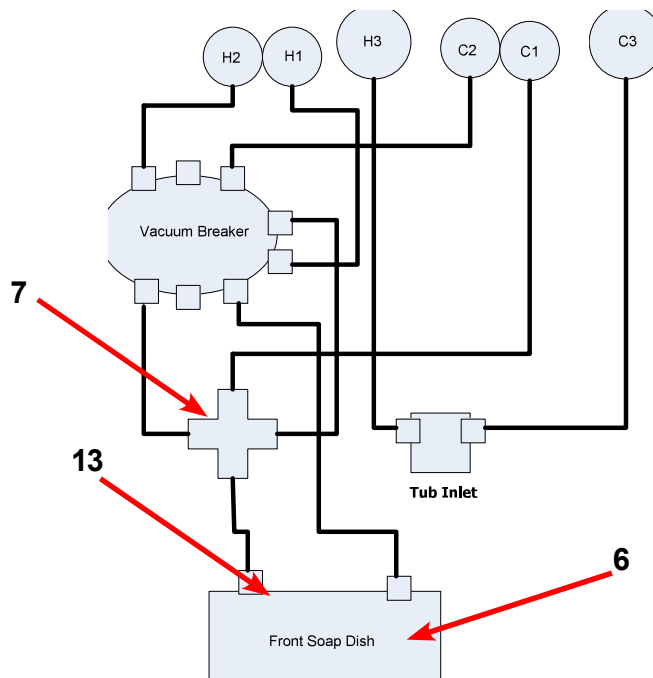 H2
H1
H3
C2
C1
C3
Vacuum Breaker
7
13
Tub Inlet
6
Front Soap Dish